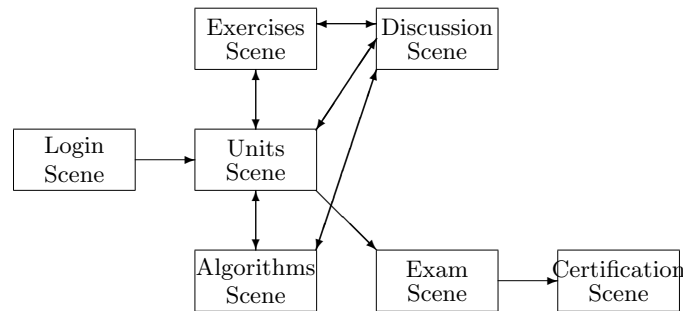 Exercises
Scene
Discussion
Scene
Login
Scene
Units
Scene
Algorithms
Scene
Exam
Scene
Certification
Scene